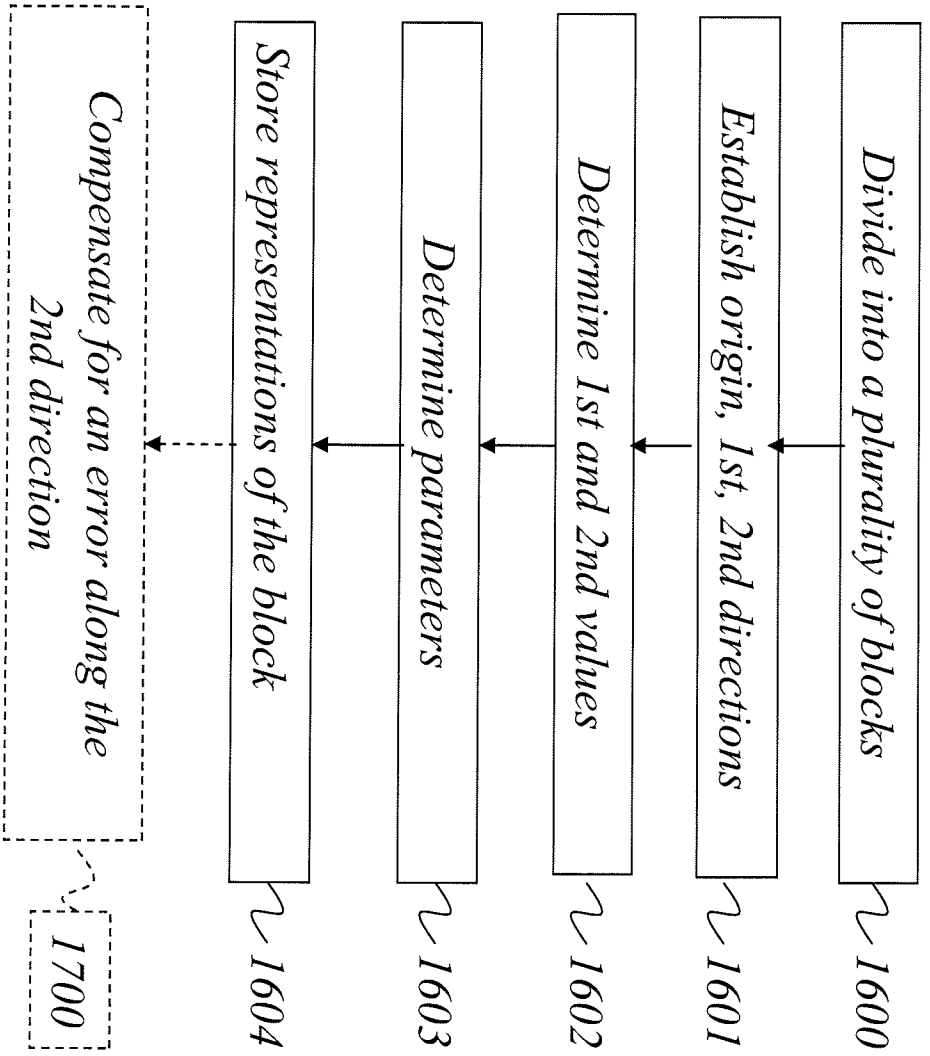 Divide into a plurality of blocks
1600
Establish origin, 1st, 2nd directions
1601
Determine 1st and 2nd values
1602
Determine parameters
1603
Store representations of the block
1604
Compensate for an error along the
2nd direction
1700